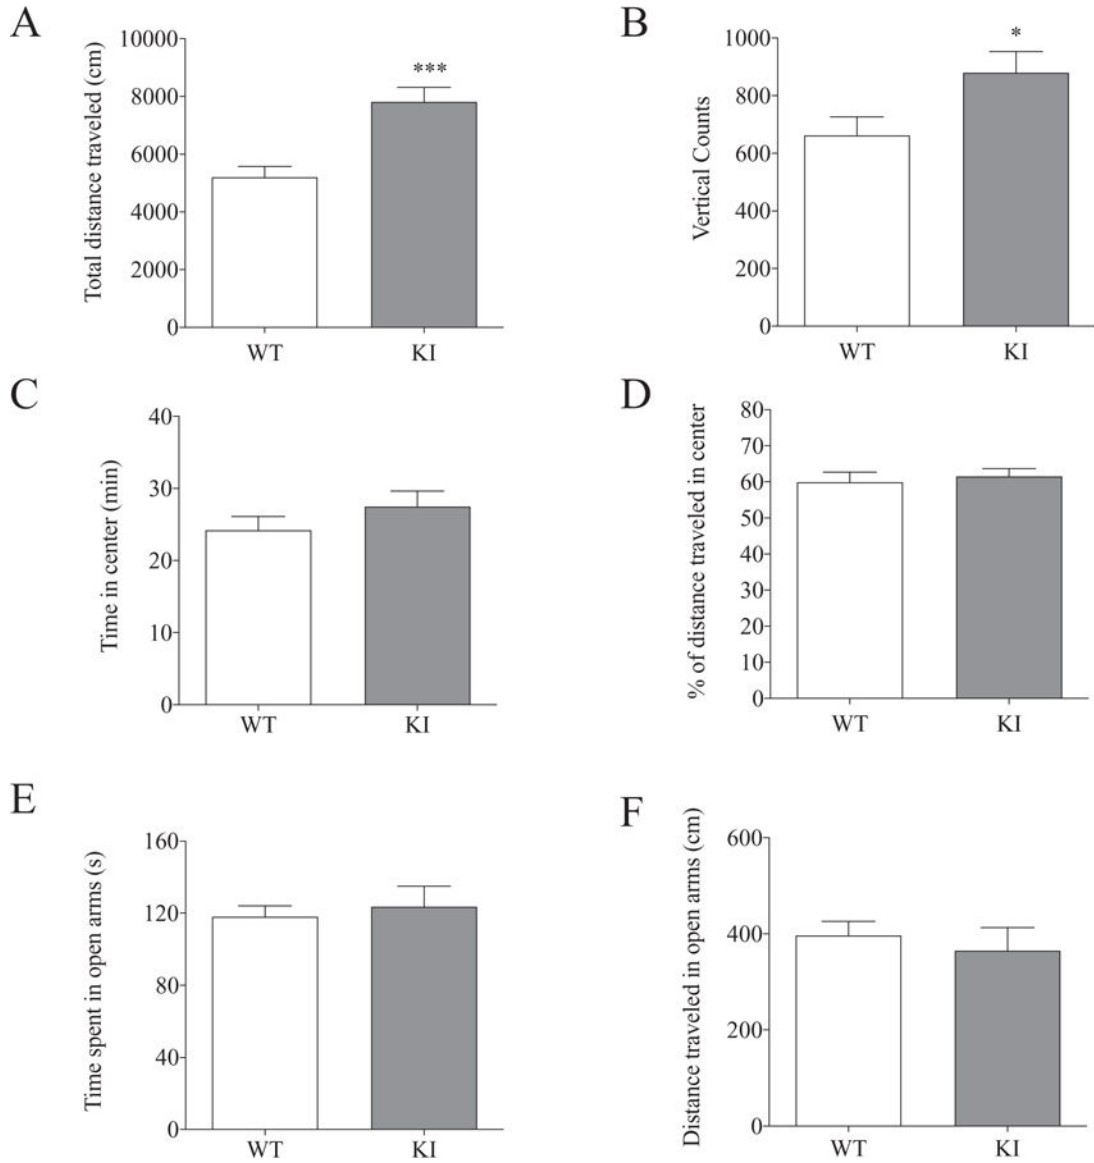 A
Total distance traveled (cm)
10000
8000
6000
4000
2000
0
***
WT
KI
B
Vertical Counts
1000
800
600
400
200
0
*
WT
KI
C
Time in center (min)
40
30
20
10
0
WT
KI
D
% of distance traveled in center
80
70
60
50
40
30
20
10
0
WT
KI
E
Time spent in open arms (s)
160
120
80
40
0
WT
KI
F
Distance traveled in open arms (cm)
600
400
200
0
WT
KI